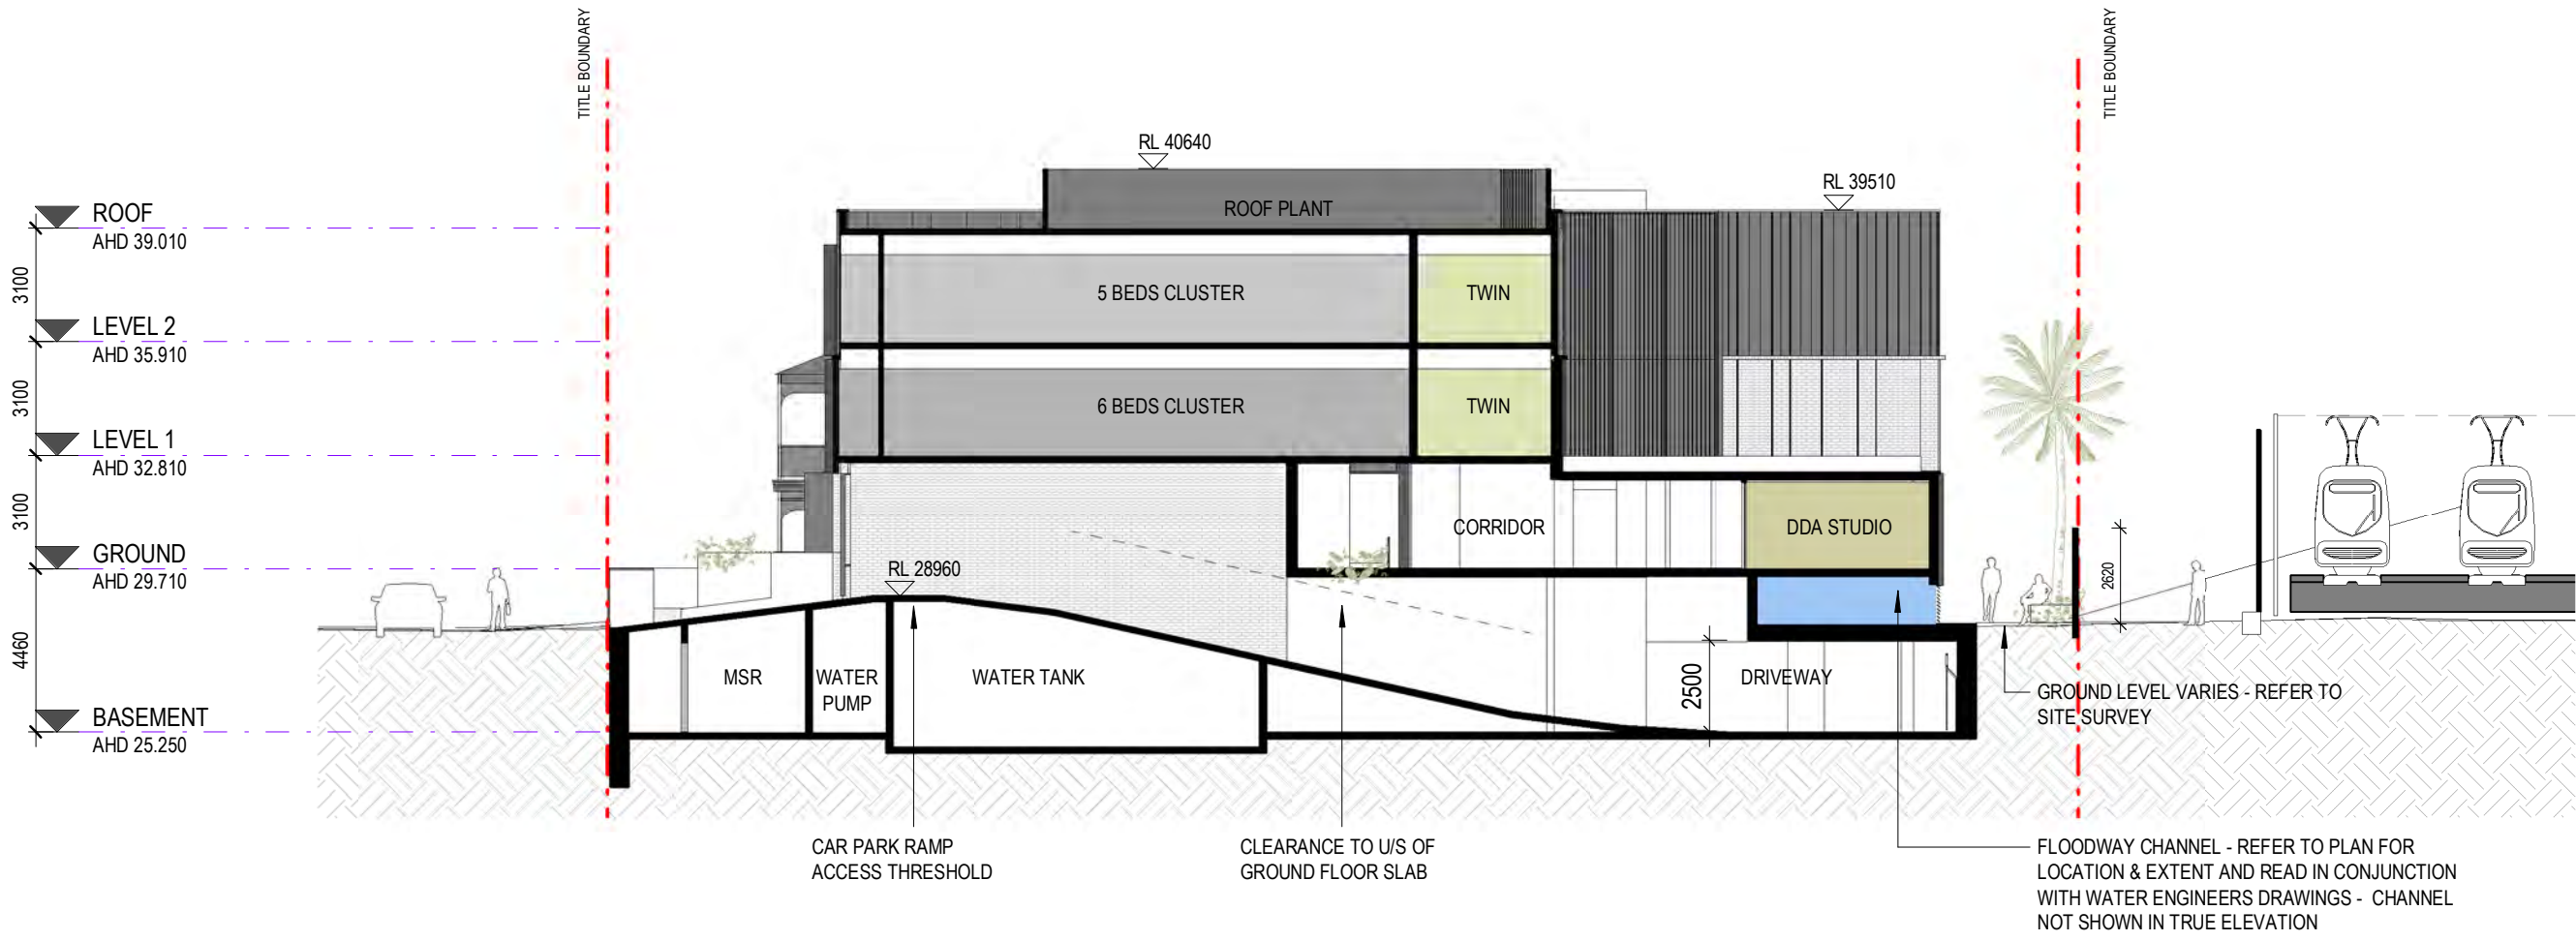 TITLE BOUNDARY
TITLE BOUNDARY
RL 40640
RL 39510
ROOF PLANT
ROOF
AHD 39.010
3100
5 BEDS CLUSTER
TWIN
LEVEL 2
AHD 35.910
3100
6 BEDS CLUSTER
TWIN
LEVEL 1
AHD 32.810
3100
CORRIDOR
DDA STUDIO
GROUND
AHD 29.710
RL 28960
2620
4460
MSR
WATER
PUMP
WATER TANK
2500
DRIVEWAY
GROUND LEVEL VARIES - REFER TO
SITE SURVEY
BASEMENT
AHD 25.250
CAR PARK RAMP
ACCESS THRESHOLD
CLEARANCE TO U/S OF
GROUND FLOOR SLAB
FLOODWAY CHANNEL - REFER TO PLAN FOR
LOCATION & EXTENT AND READ IN CONJUNCTION
WITH WATER ENGINEERS DRAWINGS - CHANNEL
NOT SHOWN IN TRUE ELEVATION